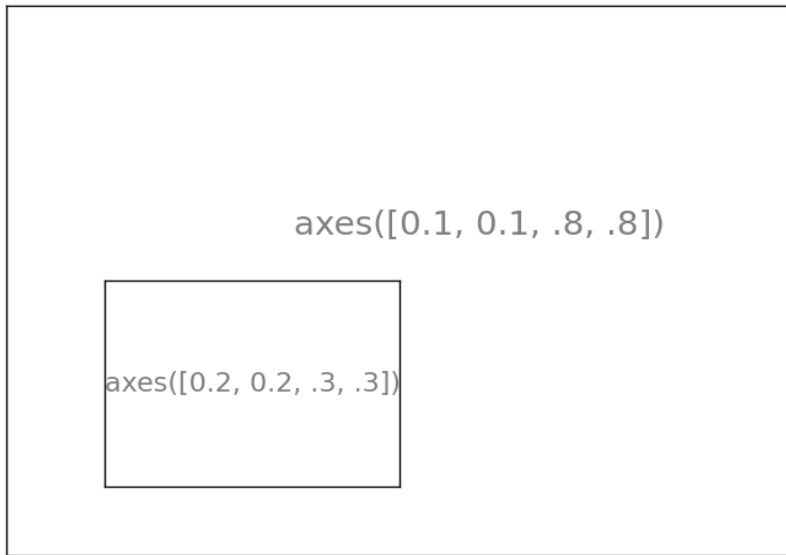 axes([0.1, 0.1, .8, .8])
axes([0.2, 0.2, .3, .3])